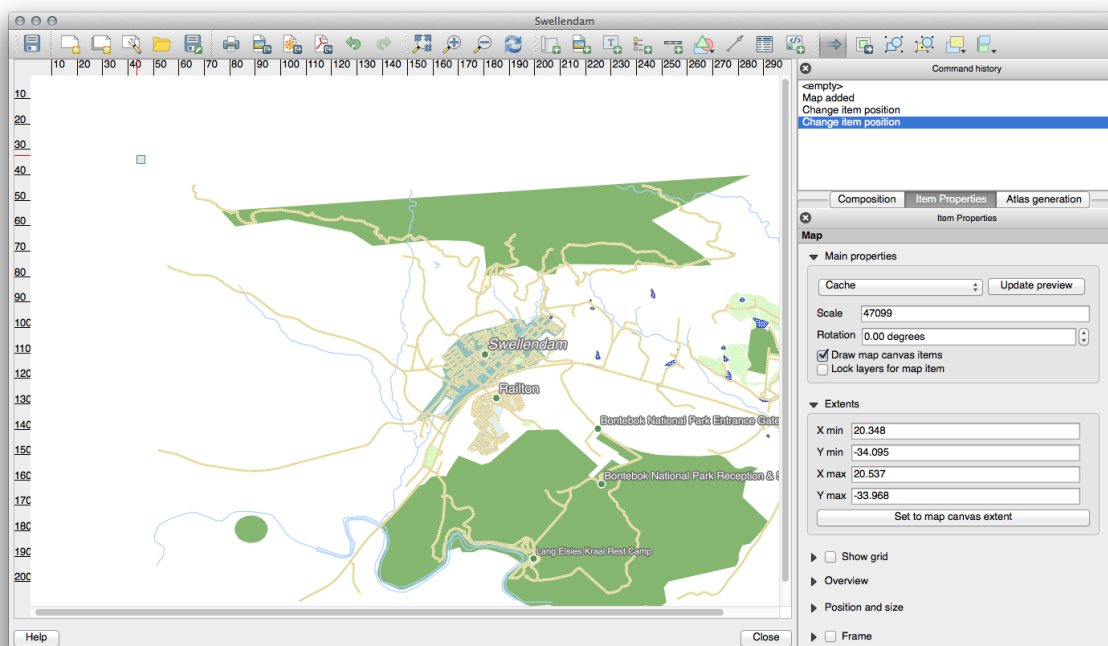 Swellendam
10 20 30 40 50 60 70 80 90 100 110 120 130 140 150 160 170 180 190 200 210 220 230 240 250 260 270 280 290
Command history
<empty>
Map added
Change item position
Change item position
10
20
30
40
50
60
70
80
90
100
110
120
130
140
150
160
170
180
190
200
Swellendam
Railton
Bontebok National Park Entrance Gate
Bontebok National Park Reception &
Lang Elsies Kraal Rest Camp
Composition Item Properties Atlas generation
Item Properties
Map
Main properties
Cache Update preview
Scale 47099
Rotation 0.00 degrees
Draw map canvas items
Lock layers for map item
Extents
X min 20.348
Y min -34.095
X max 20.537
Y max -33.968
Set to map canvas extent
Show grid
Overview
Position and size
Frame
Help Close